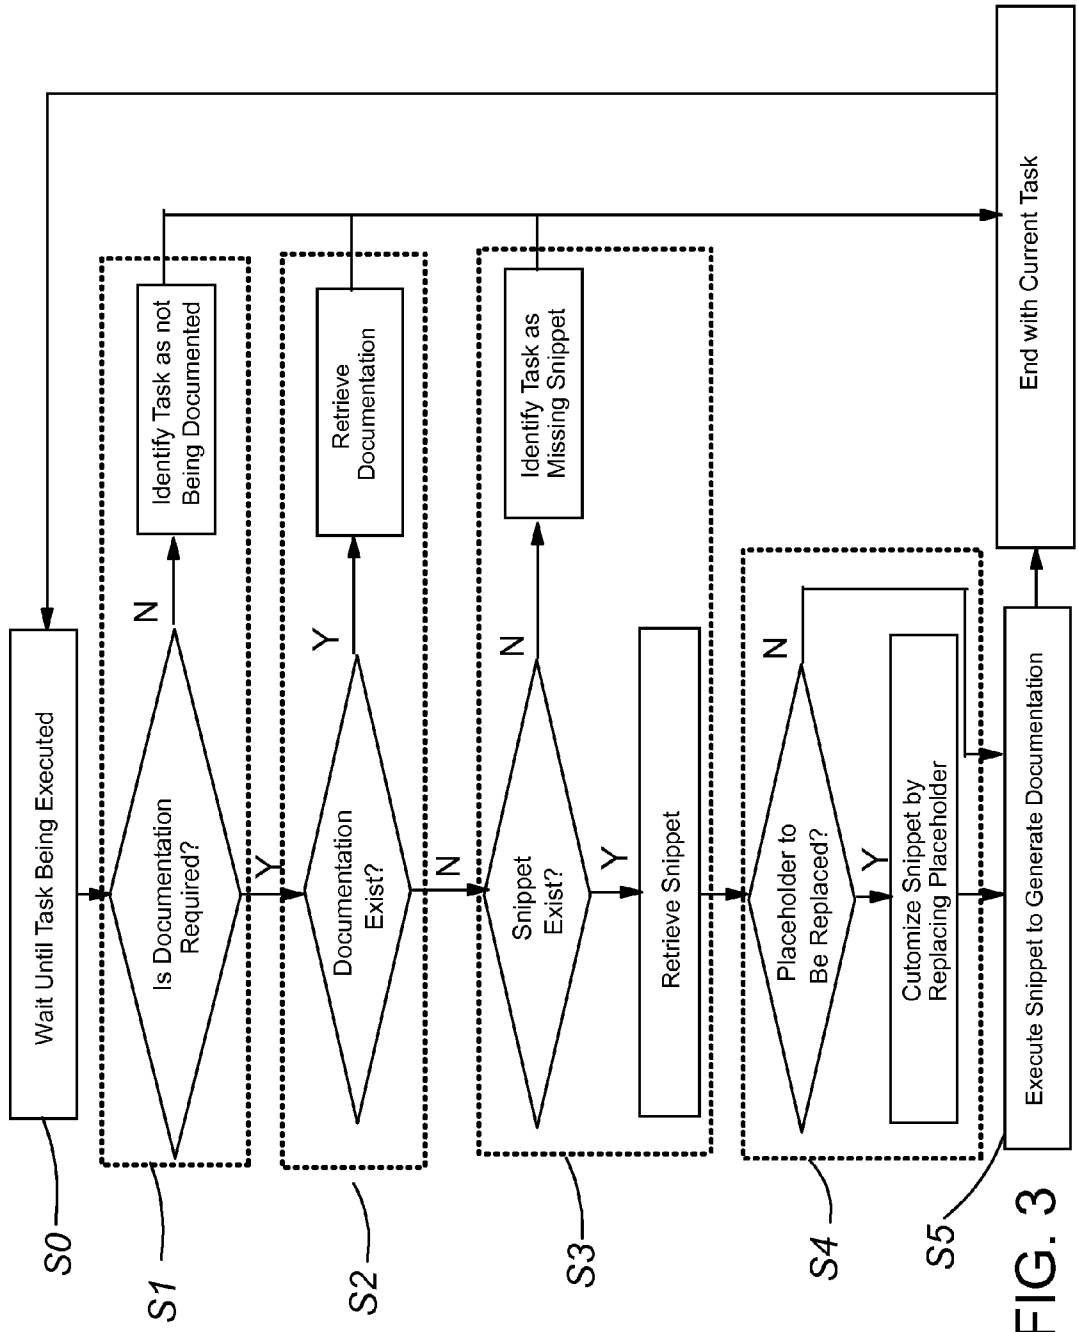 S0
Wait Until Task Being Executed
S1
Is Documentation
Required?
N
Identify Task as not
Being Documented
Y
S2
Documentation
Exist?
Y
Retrieve
Documentation
N
S3
Snippet
Exist?
N
Identify Task as
Missing Snippet
Y
Retrieve Snippet
S4
Placeholder to
Be Replaced?
N
Y
Cutomize Snippet by
Replacing Placeholder
S5
Execute Snippet to Generate Documentation
End with Current Task
FIG. 3